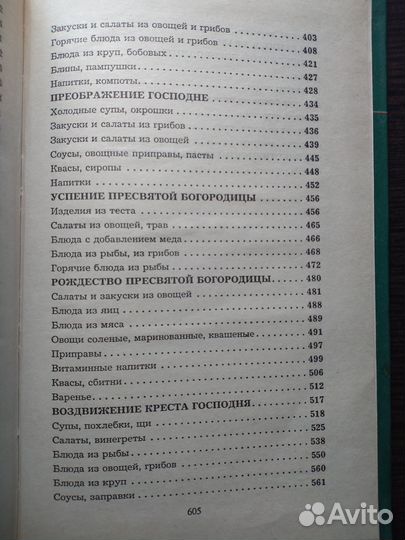 Закуски и салаты из овощей и грибов . . . . . . . . . . 403
Горячие блюда из овощей и грибов . . . . . . . . . . 408
Блюда из круп, бобовых . . . . . . . . . . 421
Блины, пампушки . . . . . . . . . . 427
Напитки, компоты . . . . . . . . . . 428
ПРЕОБРАЖЕНИЕ ГОСПОДНЕ . . . . . . . . . . 434
Холодные супы, окрошки . . . . . . . . . . 435
Закуски и салаты из грибов . . . . . . . . . . 436
Закуски и салаты из овощей . . . . . . . . . . 439
Соусы, овощные приправы, пасты . . . . . . . . . . 445
Квасы, сиропы . . . . . . . . . . 448
Напитки . . . . . . . . . . 452
УСПЕНИЕ ПРЕСВЯТОЙ БОГОРОДИЦЫ . . . . . . . . . . 456
Изделия из теста . . . . . . . . . . 456
Салаты из овощей, трав . . . . . . . . . . 465
Блюда с добавлением меда . . . . . . . . . . 466
Блюда из рыбы, из грибов . . . . . . . . . . 468
Горячие блюда из рыбы . . . . . . . . . . 472
РОЖДЕСТВО ПРЕСВЯТОЙ БОГОРОДИЦЫ . . . . . . . . . . 480
Салаты и закуски из овощей . . . . . . . . . . 481
Блюда из яиц . . . . . . . . . . 488
Блюда из мяса . . . . . . . . . . 489
Овощи соленые, маринованные, квашеные . . . . . . . . . . 491
Приправы . . . . . . . . . . 497
Витаминные напитки . . . . . . . . . . 499
Квасы, сбитни . . . . . . . . . . 506
Варенье . . . . . . . . . . 512
ВОЗДВИЖЕНИЕ КРЕСТА ГОСПОДНЯ . . . . . . . . . . 517
Супы, похлебки, щи . . . . . . . . . . 518
Салаты, винегреты . . . . . . . . . . 525
Блюда из рыбы . . . . . . . . . . 538
Блюда из овощей, грибов . . . . . . . . . . 550
Блюда из круп . . . . . . . . . . 560
Соусы, заправки . . . . . . . . . . 561
605
Avito